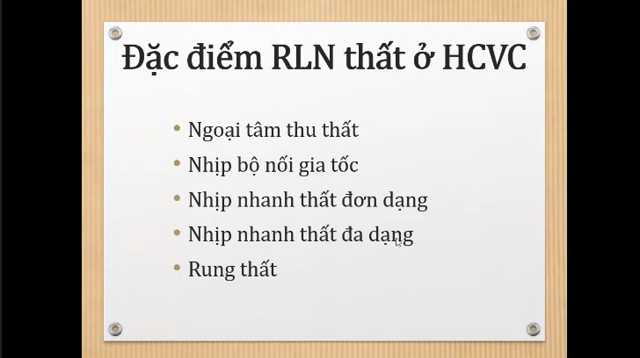 Đặc điểm RLN thất ở HCVC
• Ngoại tâm thu thất
• Nhịp bộ nối gia tốc
• Nhịp nhanh thất đơn dạng
• Nhịp nhanh thất đa dạng
• Rung thất